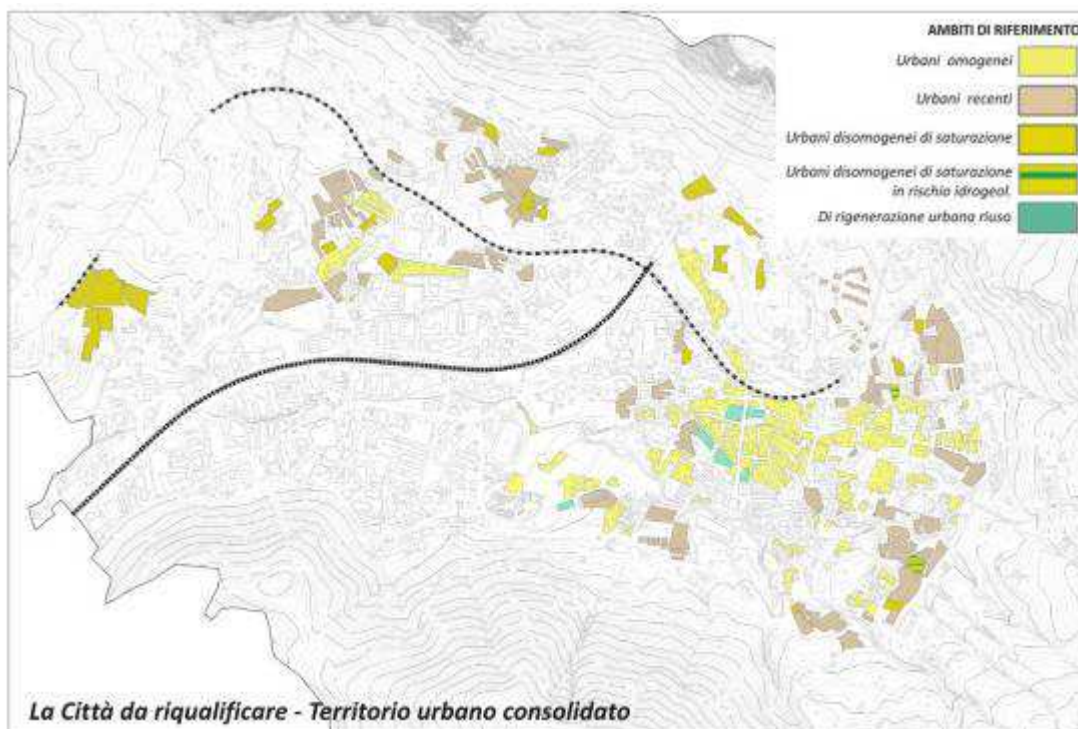 AMBITI DI RIFERIMENTO
Urbani omogenei
Urbani recenti
Urbani disomogenei di saturazione
Urbani disomogenei di saturazione
in rischio idrogeol.
Di rigenerazione urbana riuso
La Città da riqualificare - Territorio urbano consolidato